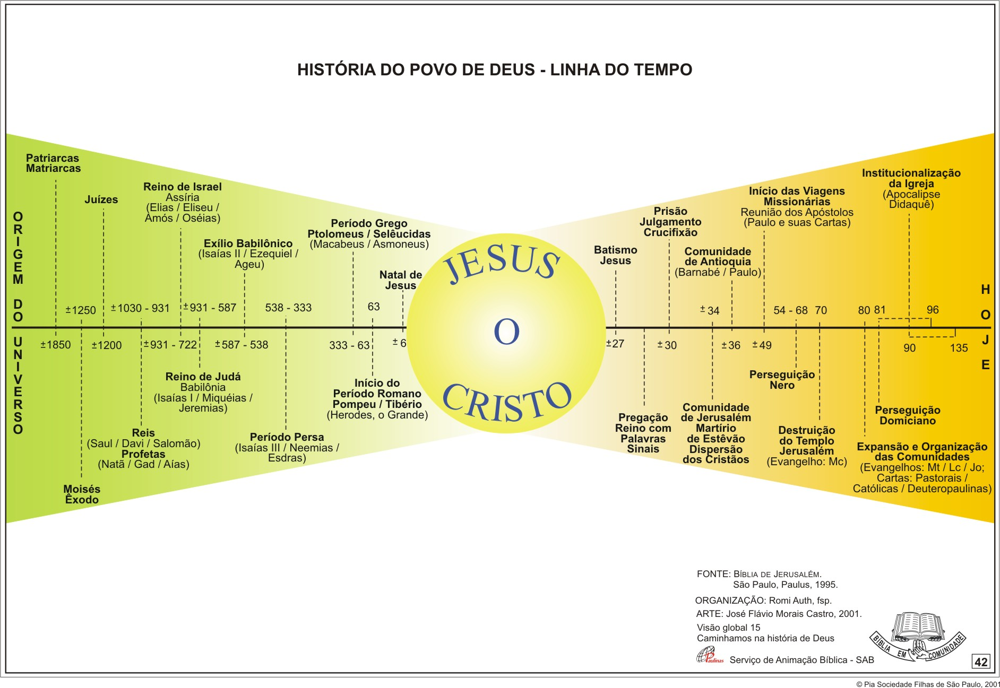 HISTÓRIA DO POVO DE DEUS - LINHA DO TEMPO
ORIGEM DO UNIVERSO
Patriarcas
Matriarcas
Juízes
Reino de Israel
Assíria
(Elias / Eliseu /
Amós / Oséias)
Exílio Babilônico
(Isaías II / Ezequiel /
Ageu)
Período Grego
Ptolomeus / Selêucidas
(Macabeus / Asmoneus)
Natal de
Jesus
±1250
±1030 - 931
±931 - 587
538 - 333
63
±1850
±1200
±931 - 722
±587 - 538
333 - 63
±6
Moisés
Êxodo
Reis
(Saul / Davi / Salomão)
Profetas
(Natã / Gad / Aías)
Reino de Judá
Babilônia
(Isaías I / Miquéias /
Jeremias)
Período Persa
(Isaías III / Neemias /
Esdras)
Início do
Período Romano
Pompeu / Tibério
(Herodes, o Grande)
JESUS
O
CRISTO
Batismo
Jesus
Prisão
Julgamento
Crucifixão
Comunidade
de Antioquia
(Barnabé / Paulo)
Início das Viagens
Missionárias
Reunião dos Apóstolos
(Paulo e suas Cartas)
Institucionalização
da Igreja
(Apocalipse
Didaquê)
±34
54 - 68
70
80
81
96
±27
±30
±36
±49
90
135
Pregação
Reino com
Palavras
Sinais
Comunidade
de Jerusalém
Martírio
de Estêvão
Dispersão
dos Cristãos
Perseguição
Nero
Destruição
do Templo
Jerusalém
(Evangelho: Mc)
Perseguição
Domiciano
Expansão e Organização
das Comunidades
(Evangelhos: Mt / Lc / Jo;
Cartas: Pastorais /
Católicas / Deuteropaulinas)
HOJE
FONTE: BÍBLIA DE JERUSALÉM.
São Paulo, Paulus, 1995.
ORGANIZAÇÃO: Romi Auth, fsp.
ARTE: José Flávio Morais Castro, 2001.
Visão global 15
Caminhamos na história de Deus
Paulinas
Serviço de Animação Bíblica - SAB
BÍBLIA EM COMUNIDADE
42
© Pia Sociedade Filhas de São Paulo, 2001